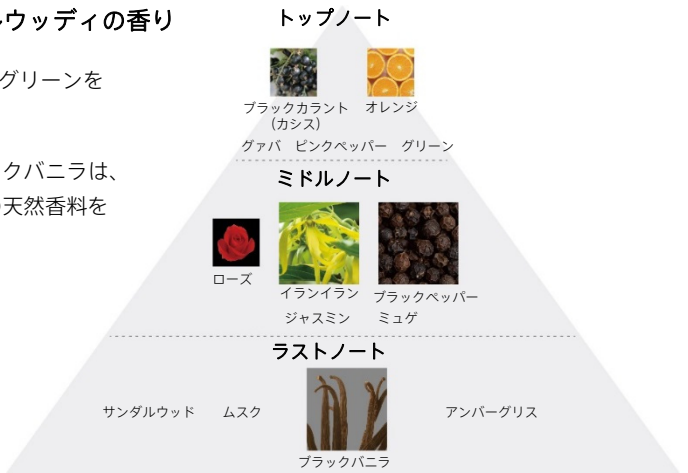 ルウッディの香り
グリーンを
クバニラは、
天然香料を
トップノート
ブラックカラント
(カシス)
オレンジ
グァバ ピンクペッパー グリーン
ミドルノート
ローズ
イランイラン
ブラックペッパー
ジャスミン ミュゲ
ラストノート
サンダルウッド ムスク
アンバーグリス
ブラックバニラ